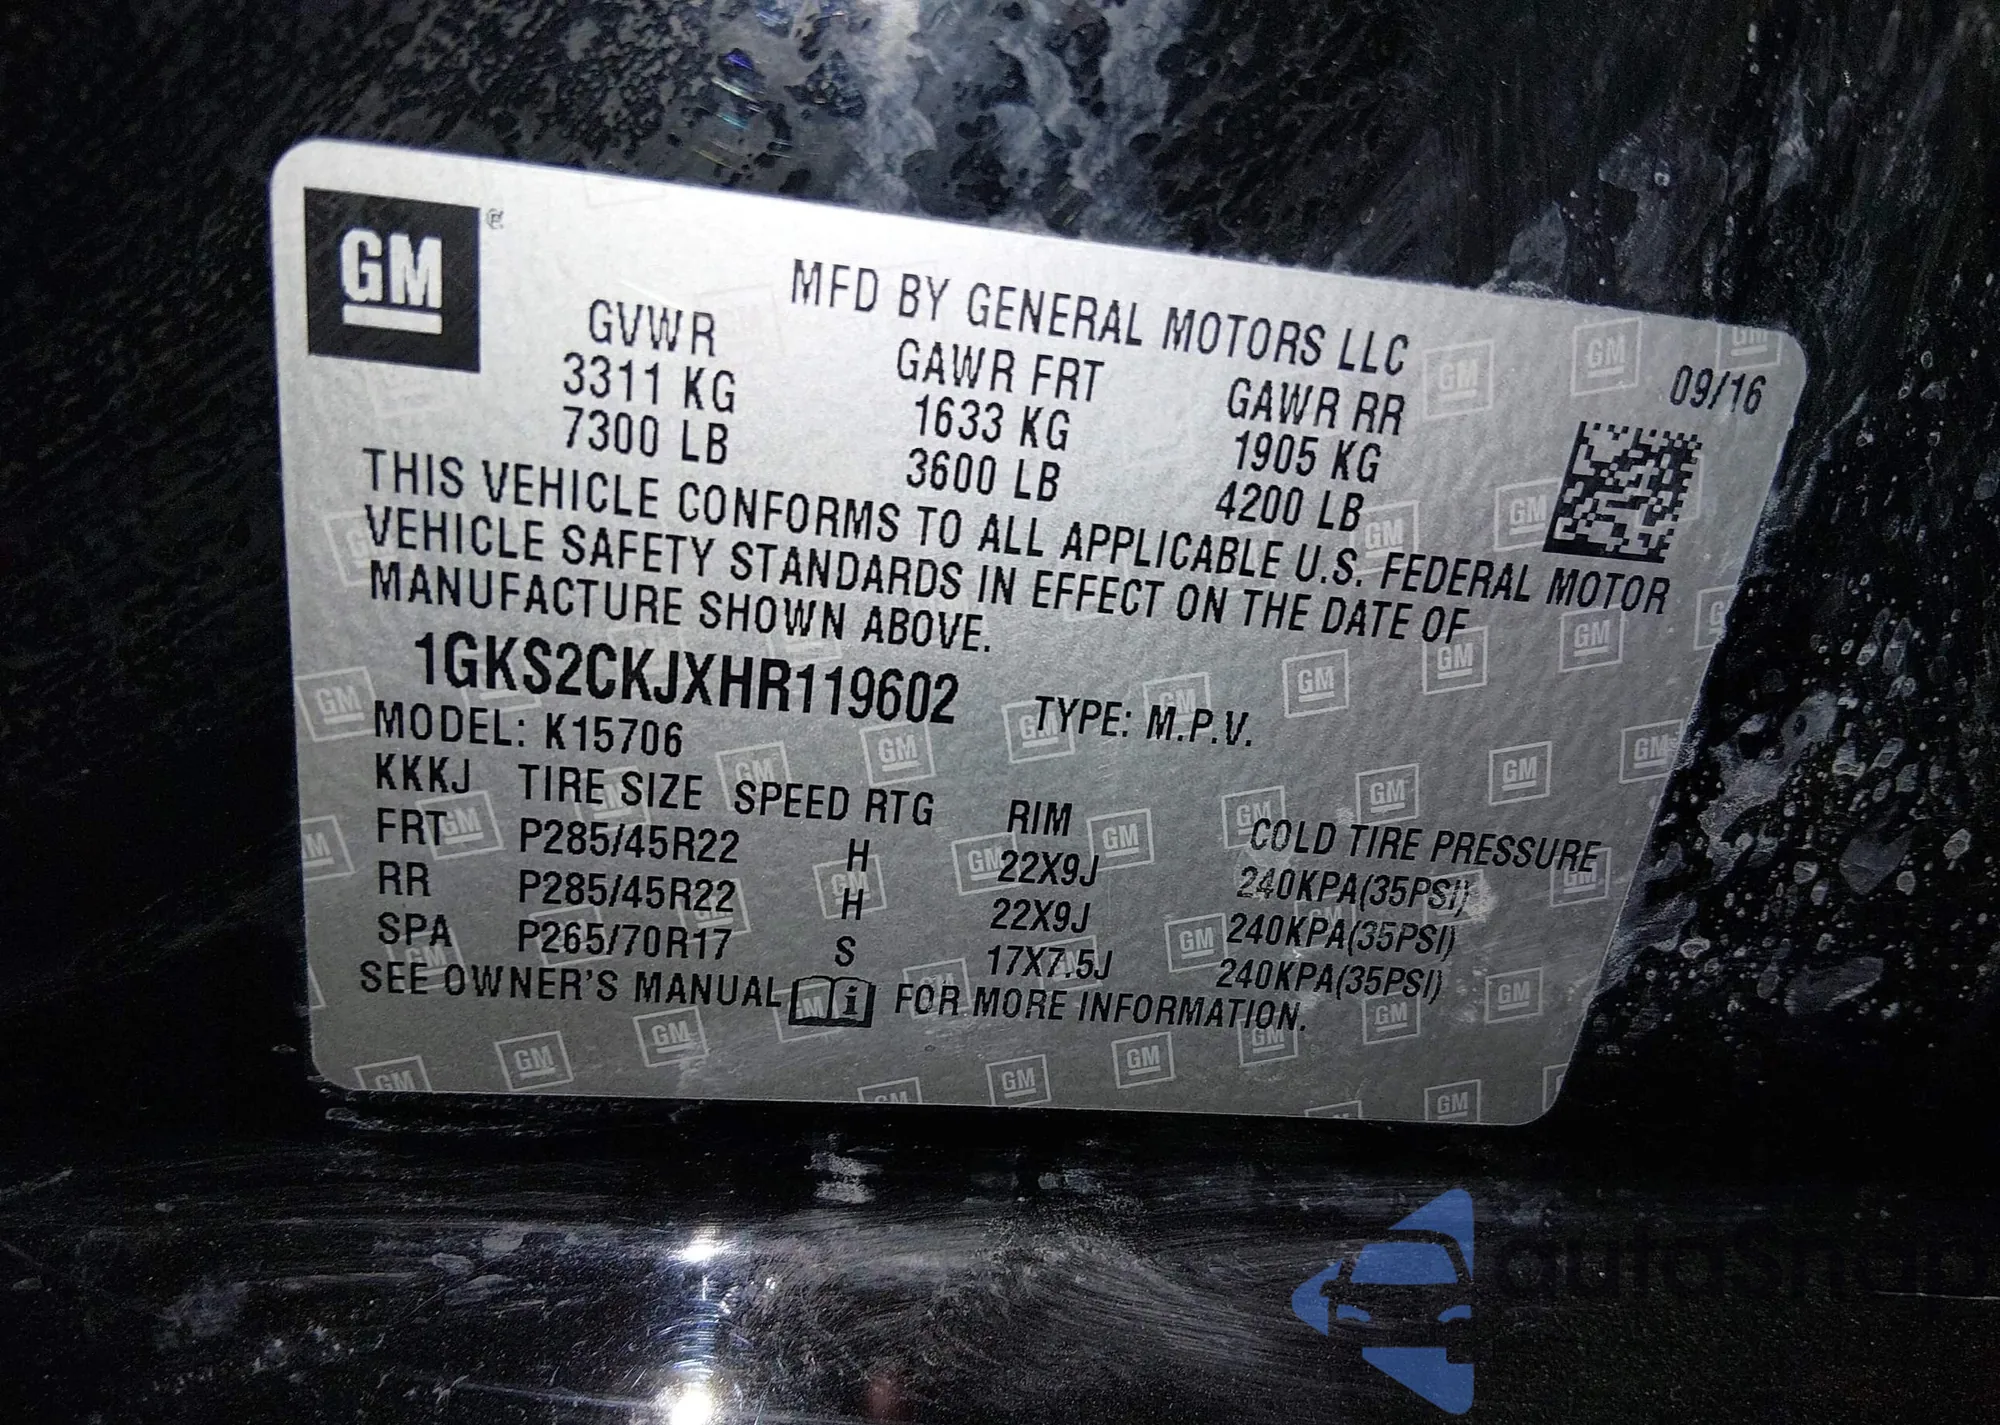 GM
MFD BY GENERAL MOTORS LLC
09/16
GVWR GAWR FRT GAWR RR
3311 KG 1633 KG 1905 KG
7300 LB 3600 LB 4200 LB
THIS VEHICLE CONFORMS TO ALL APPLICABLE U.S. FEDERAL MOTOR
VEHICLE SAFETY STANDARDS IN EFFECT ON THE DATE OF
MANUFACTURE SHOWN ABOVE.
1GKS2CKJXHR119602 TYPE: M.P.V.
MODEL: K15706
KKKJ TIRE SIZE SPEED RTG RIM COLD TIRE PRESSURE
FRT P285/45R22 H 22X9J 240KPA(35PSI)
RR P285/45R22 H 22X9J 240KPA(35PSI)
SPA P265/70R17 S 17X7.5J 240KPA(35PSI)
SEE OWNER'S MANUAL i FOR MORE INFORMATION.
autoshop